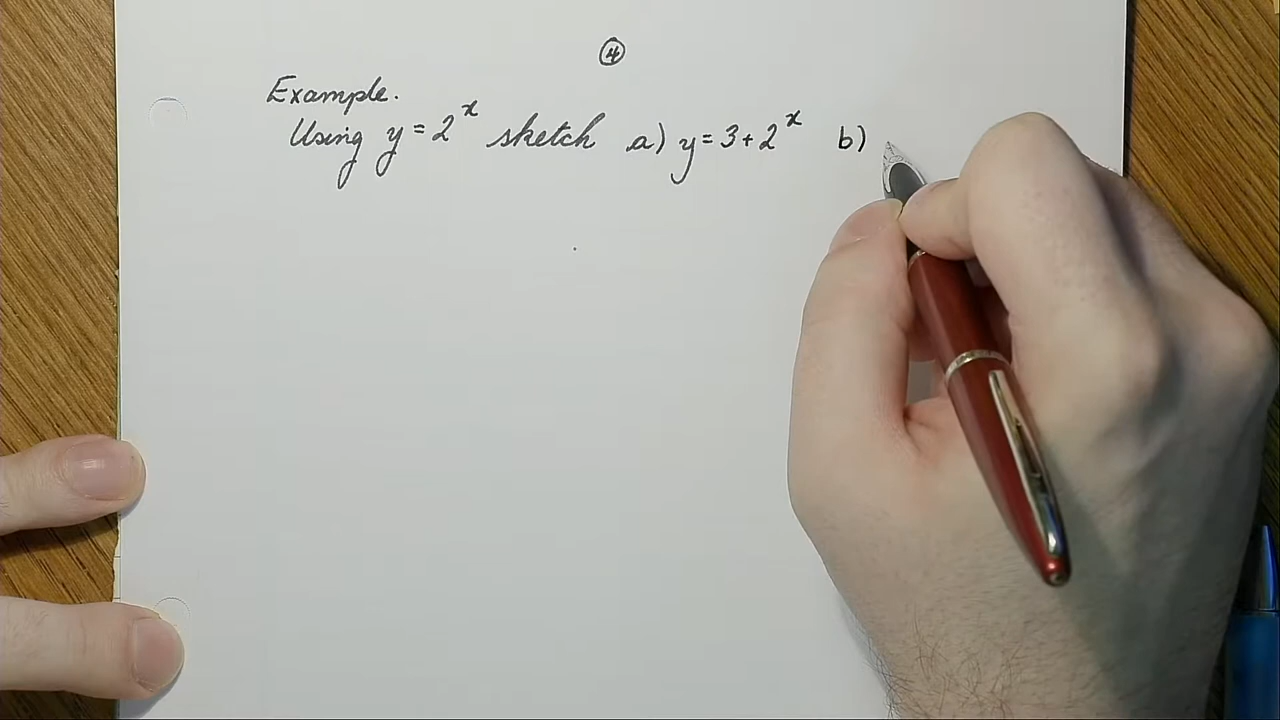 ④
Example.
Using y = 2^x sketch a) y = 3 + 2^x b)